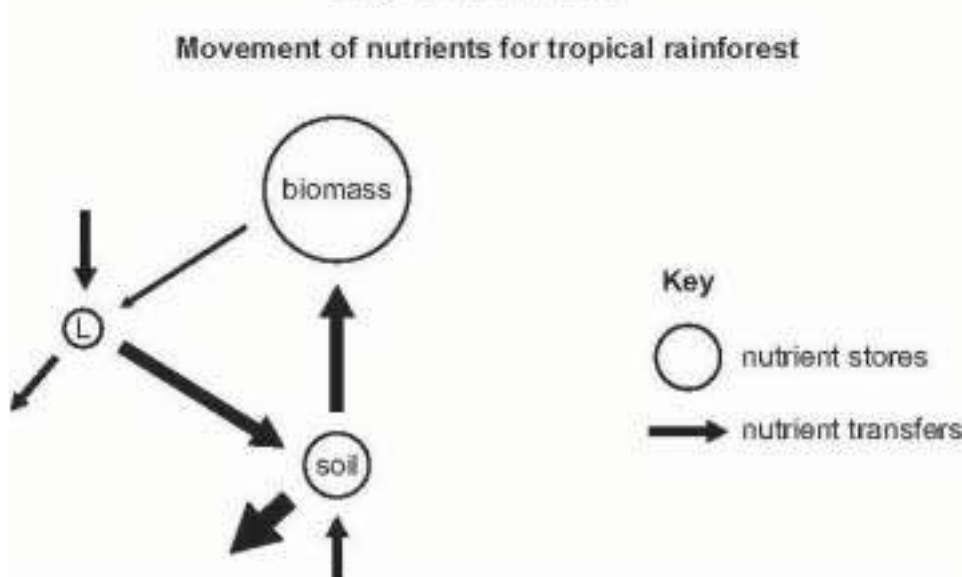 Movement of nutrients for tropical rainforest
biomass
L
soil
Key
nutrient stores
nutrient transfers